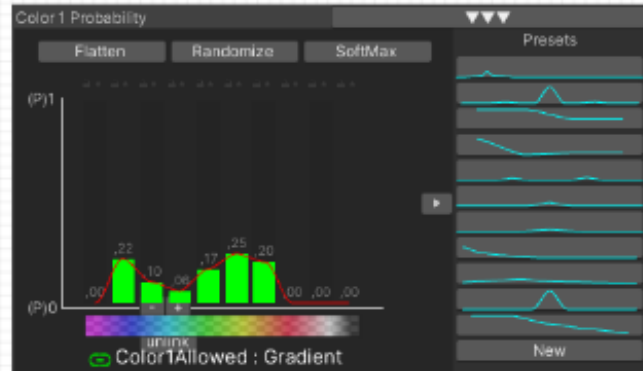 Color 1 Probability
▼▼▼
Flatten Randomize SoftMax
Presets
(P)1
,00 ,22 ,10 ,06 ,17 ,25 ,20 ,00 ,00 ,00
(P)0
- +
unlink
Color1Allowed : Gradient
New